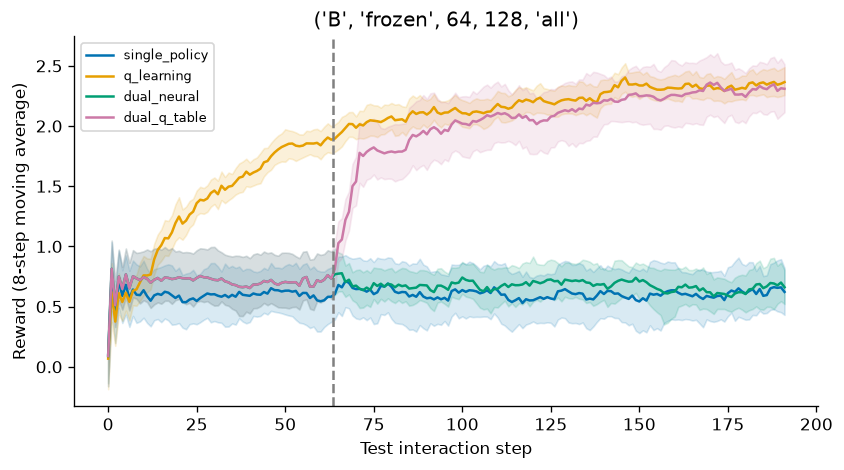 ('B', 'frozen', 64, 128, 'all')
single_policy
q_learning
dual_neural
dual_q_table
Reward (8-step moving average)
2.5
2.0
1.5
1.0
0.5
0.0
0 25 50 75 100 125 150 175 200
Test interaction step